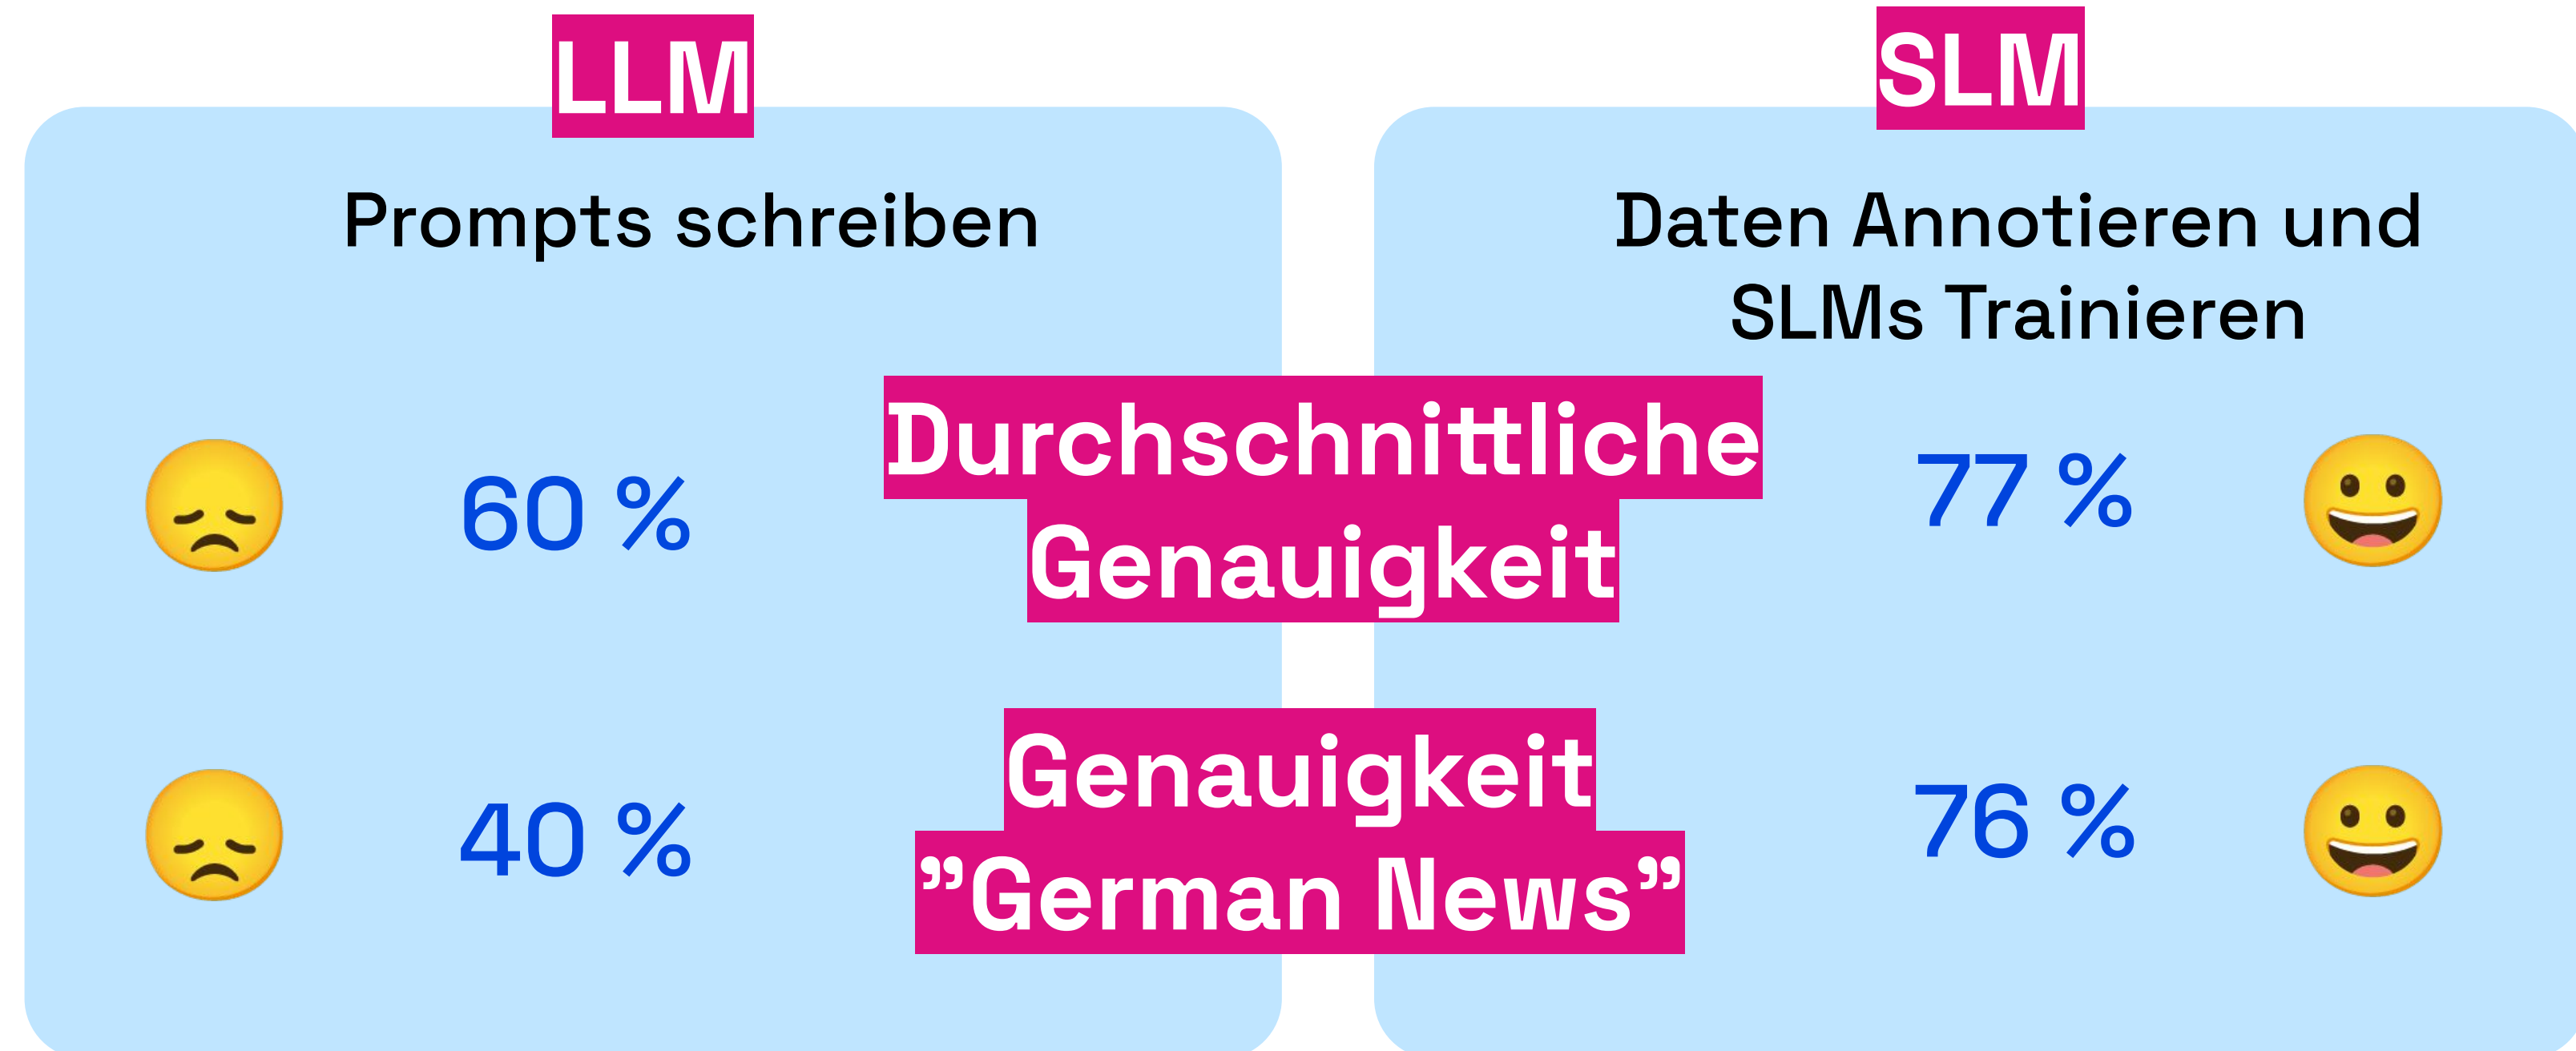 LLM
SLM
Prompts schreiben
Daten Annotieren und
SLMs Trainieren
Durchschnittliche
Genauigkeit
60 %
77 %
Genauigkeit
”German News”
40 %
76 %